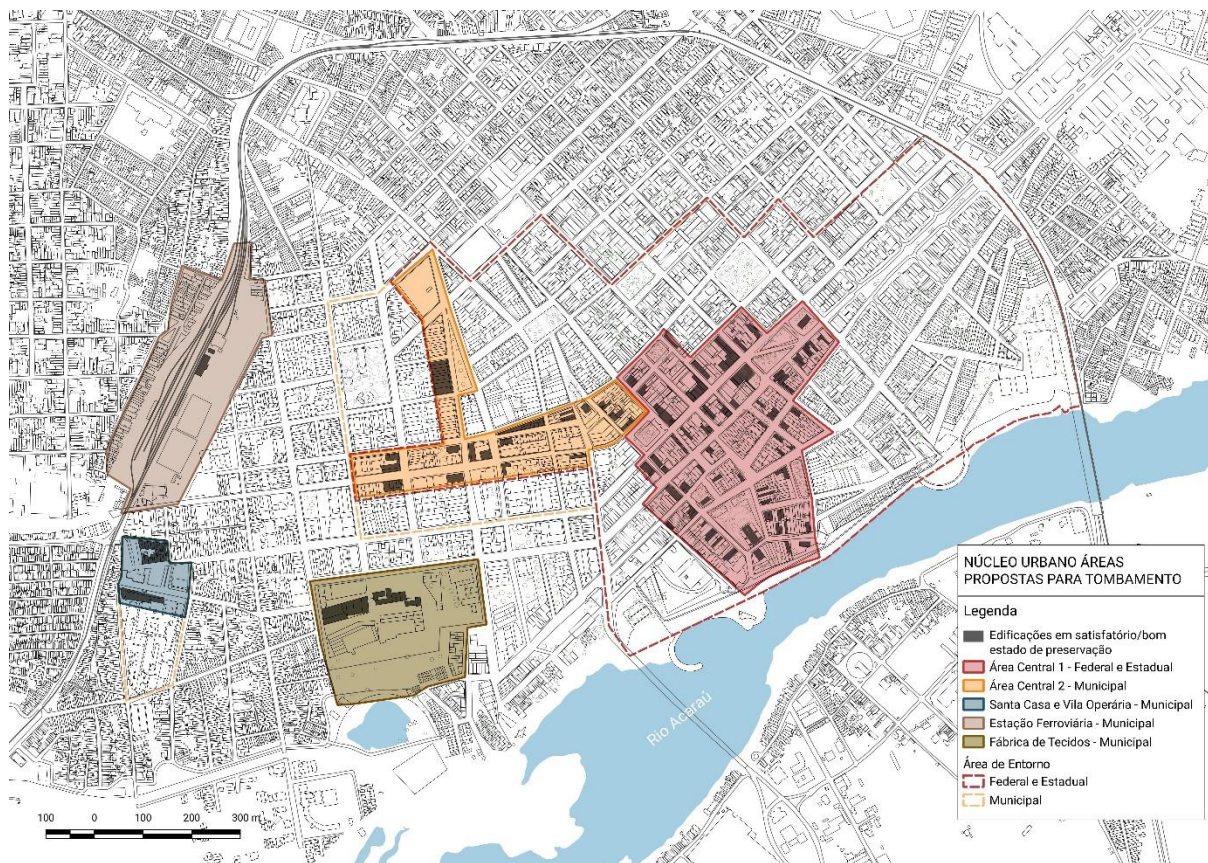 Rio Acaraú
NÚCLEO URBANO ÁREAS
PROPOSTAS PARA TOMBAMENTO
Legenda
Edificações em satisfatório/bom
estado de preservação
Área Central 1 - Federal e Estadual
Área Central 2 - Municipal
Santa Casa e Vila Operária - Municipal
Estação Ferroviária - Municipal
Fábrica de Tecidos - Municipal
Área de Entorno
Federal e Estadual
Municipal
100 0 100 200 300 m